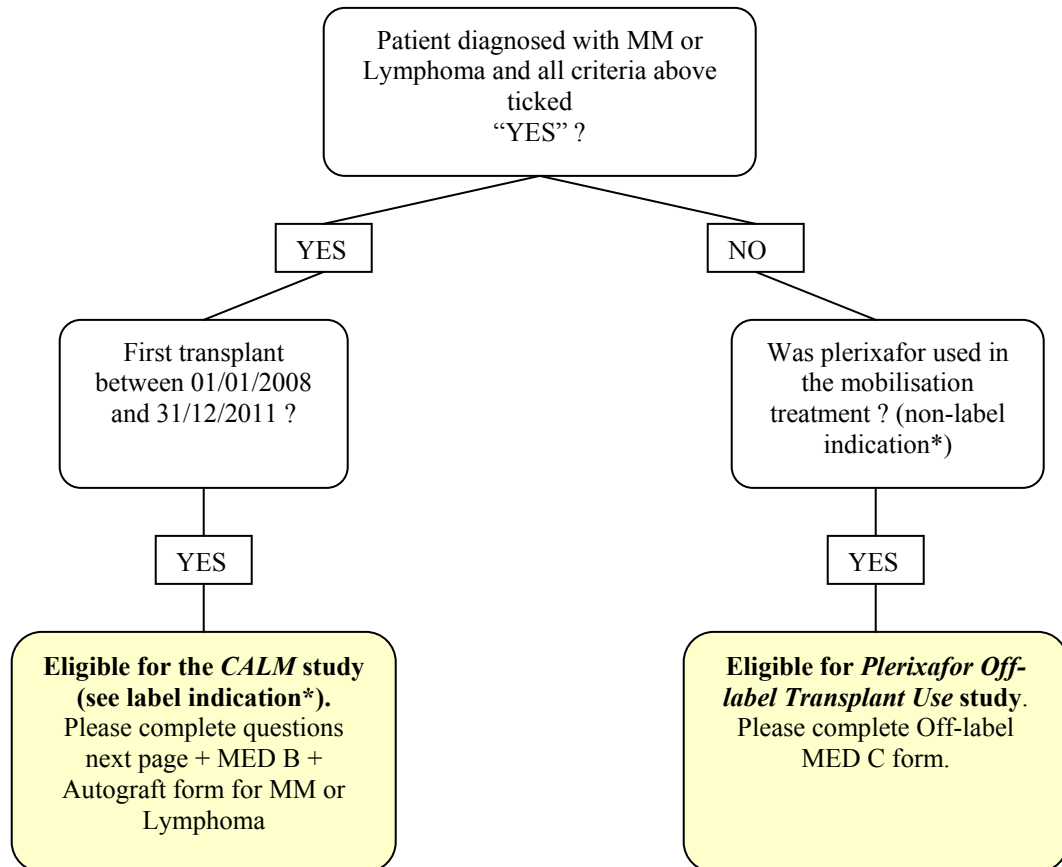 Patient diagnosed with MM or
Lymphoma and all criteria above
ticked
“YES” ?
YES
NO
First transplant
between 01/01/2008
and 31/12/2011 ?
Was plerixafor used in
the mobilisation
treatment ? (non-label
indication*)
YES
YES
Eligible for the CALM study
(see label indication*).
Please complete questions
next page + MED B +
Autograft form for MM or
Lymphoma
Eligible for Plerixafor Off-
label Transplant Use study.
Please complete Off-label
MED C form.